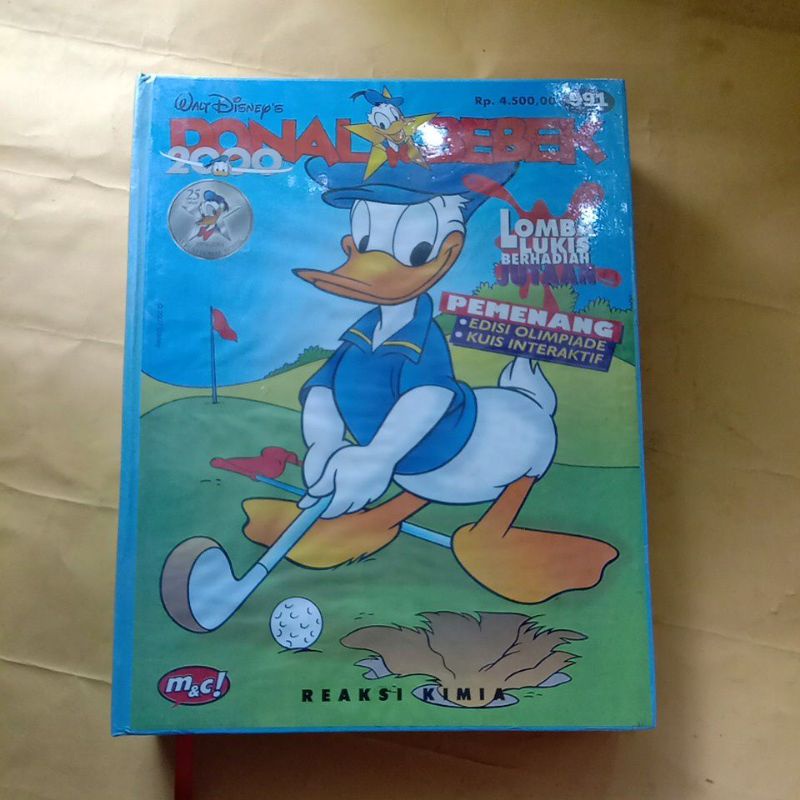 WALT DISNEY'S
Rp. 4.500,00
991
DONAL BEBEK
2000
25
LOMBA
LUKIS
BERHADIAH
JUTAAN
PEMENANG
• EDISI OLIMPIADE
• KUIS INTERAKTIF
m&c!
REAKSI KIMIA